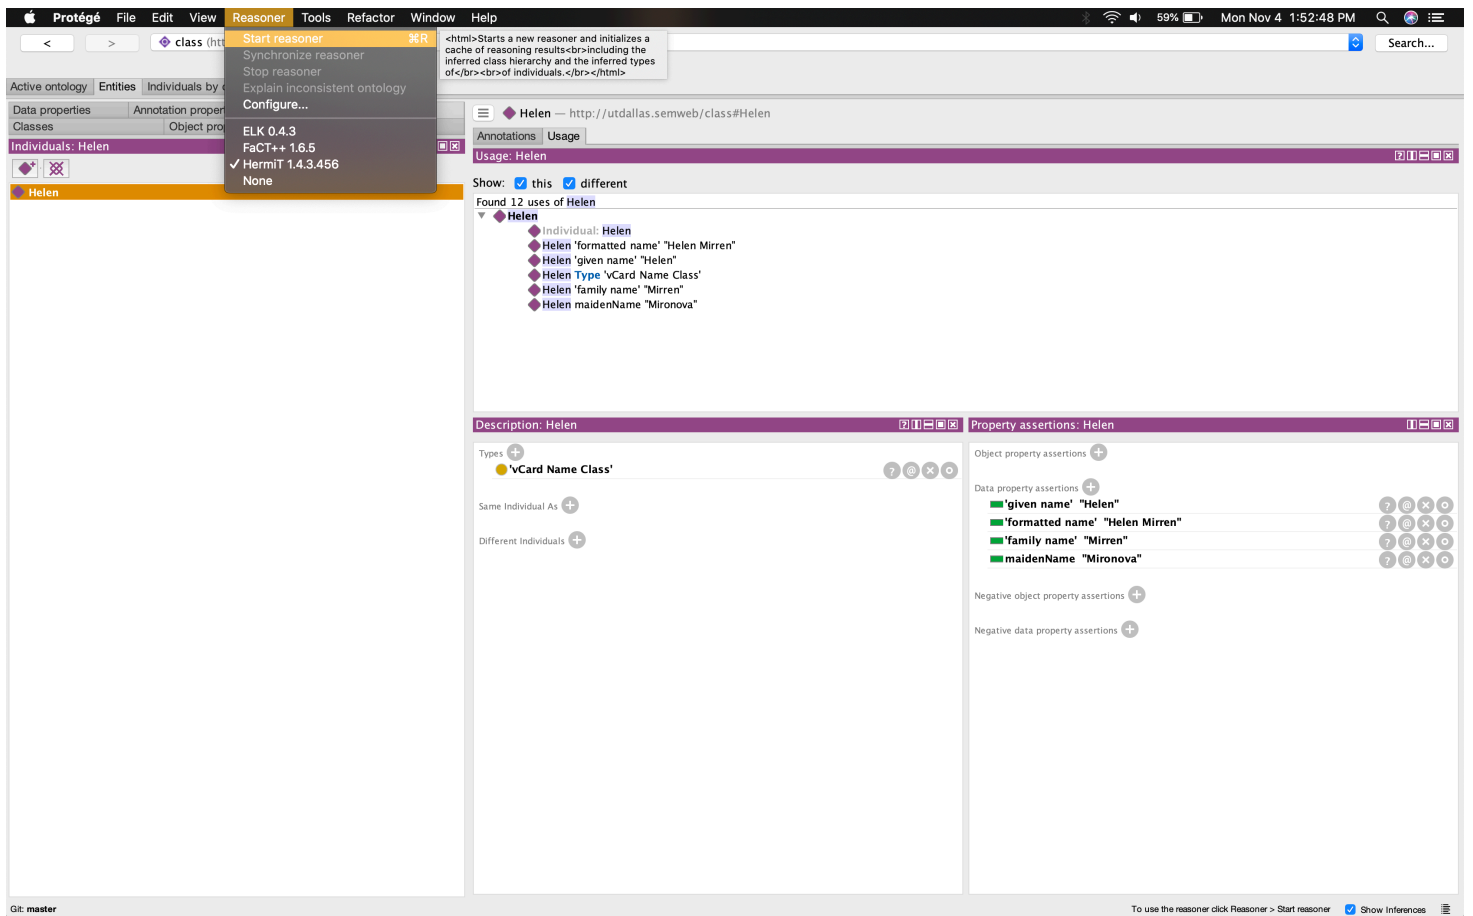 Protégé File Edit View Reasoner Tools Refactor Window Help 59% Mon Nov 4 1:52:48 PM
< > class (htt Search...
Start reasoner ⌘R
Synchronize reasoner
Stop reasoner
Explain inconsistent ontology
Configure...
ELK 0.4.3
FaCT++ 1.6.5
✓ HermiT 1.4.3.456
None
<html>Starts a new reasoner and initializes a
cache of reasoning results<br>including the
inferred class hierarchy and the inferred types
of</br><br>of individuals.</br></html>
Active ontology Entities Individuals by
Data properties Annotation proper
Classes Object pro
Individuals: Helen
Helen
Helen — http://utdallas.semweb/class#Helen
Annotations Usage
Usage: Helen
Show: this different
Found 12 uses of Helen
Helen
Individual: Helen
Helen 'formatted name' "Helen Mirren"
Helen 'given name' "Helen"
Helen Type 'vCard Name Class'
Helen 'family name' "Mirren"
Helen maidenName "Mironova"
Description: Helen
Types
'vCard Name Class'
Same Individual As
Different Individuals
Property assertions: Helen
Object property assertions
Data property assertions
'given name' "Helen"
'formatted name' "Helen Mirren"
'family name' "Mirren"
maidenName "Mironova"
Negative object property assertions
Negative data property assertions
Git: master
To use the reasoner click Reasoner > Start reasoner Show Inferences